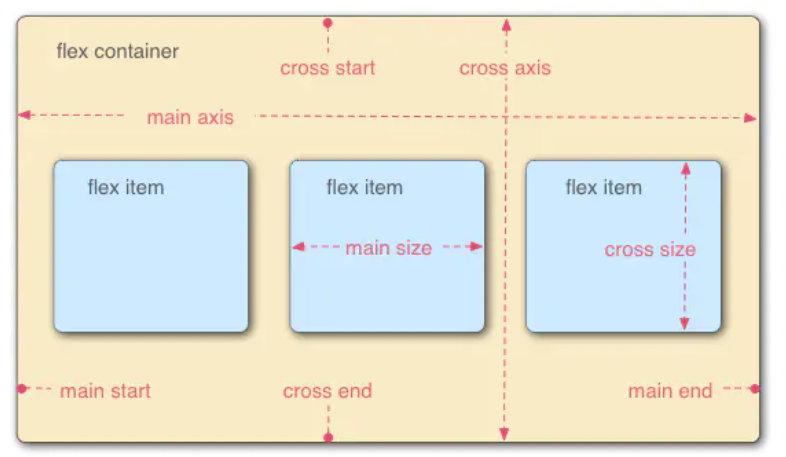 flex container
cross start
cross axis
main axis
flex item
flex item
flex item
main size
cross size
main start
cross end
main end